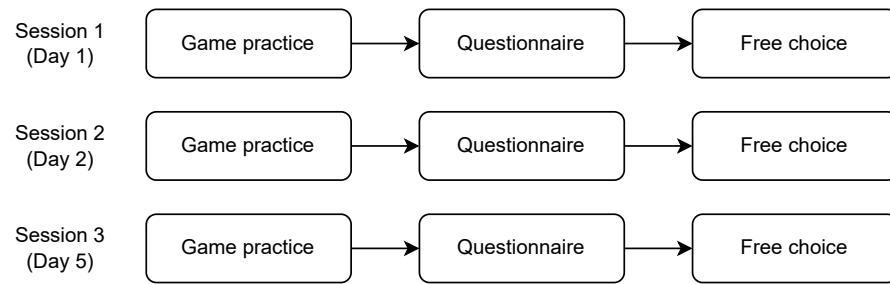 Session 1
(Day 1)
Game practice
Questionnaire
Free choice
Session 2
(Day 2)
Game practice
Questionnaire
Free choice
Session 3
(Day 5)
Game practice
Questionnaire
Free choice